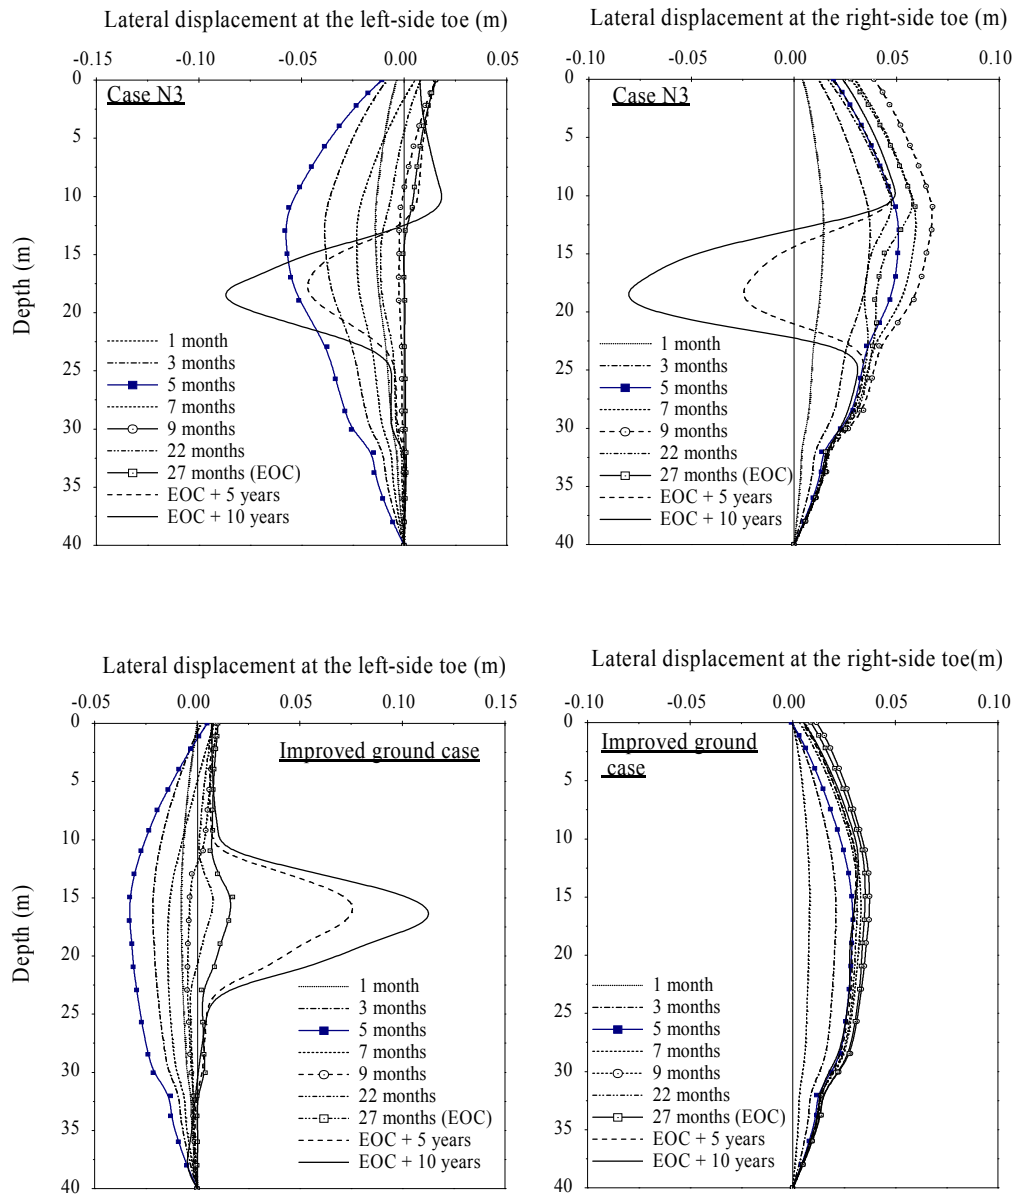 Lateral displacement at the left-side toe (m)
-0.15 -0.10 -0.05 0.00 0.05
0
5
10
15
20
25
30
35
40
Depth (m)
Case N3
1 month
3 months
5 months
7 months
9 months
22 months
27 months (EOC)
EOC + 5 years
EOC + 10 years
Lateral displacement at the right-side toe (m)
-0.10 -0.05 0.00 0.05 0.10
0
5
10
15
20
25
30
35
40
Case N3
1 month
3 months
5 months
7 months
9 months
22 months
27 months (EOC)
EOC + 5 years
EOC + 10 years
Lateral displacement at the left-side toe (m)
-0.05 0.00 0.05 0.10 0.15
0
5
10
15
20
25
30
35
40
Depth (m)
Improved ground case
1 month
3 months
5 months
7 months
9 months
22 months
27 months (EOC)
EOC + 5 years
EOC + 10 years
Lateral displacement at the right-side toe(m)
-0.10 -0.05 0.00 0.05 0.10
0
5
10
15
20
25
30
35
40
Improved ground
case
1 month
3 months
5 months
7 months
9 months
22 months
27 months (EOC)
EOC + 5 years
EOC + 10 years